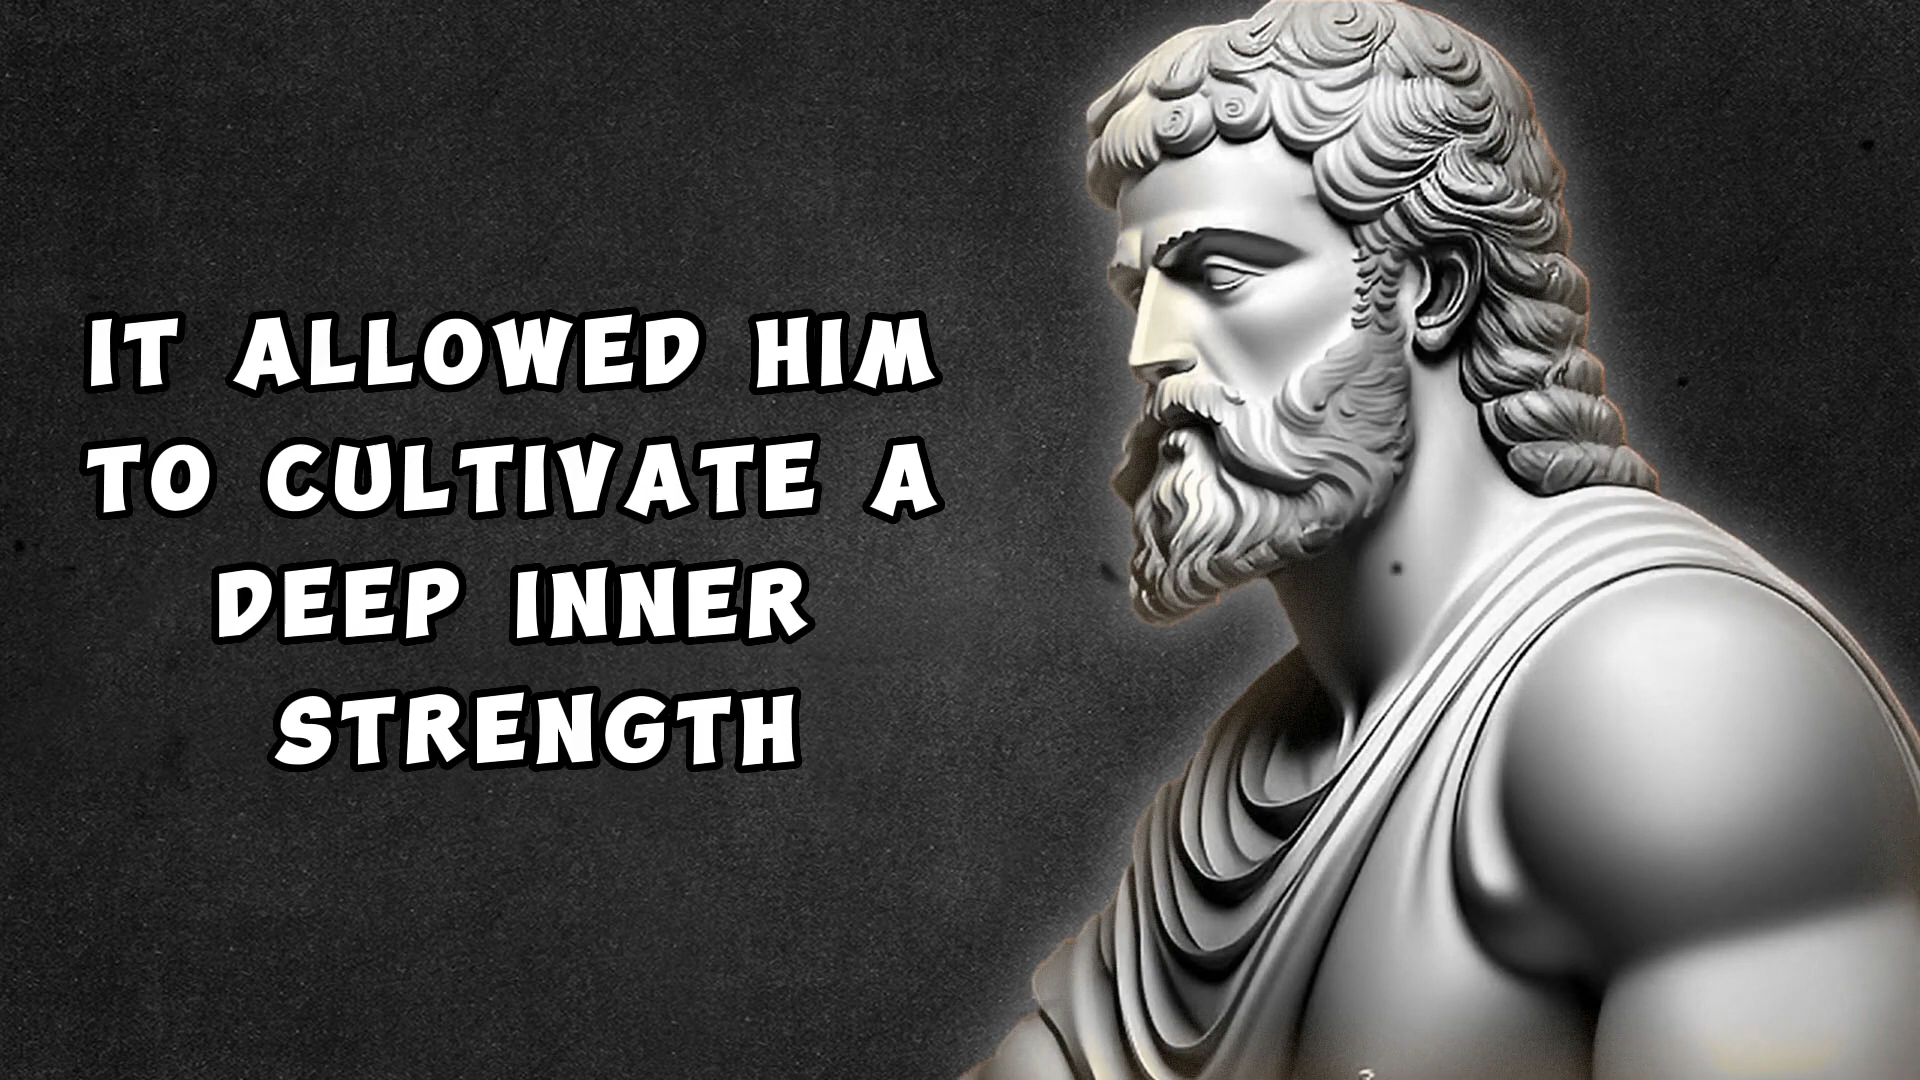 IT ALLOWED HIM
TO CULTIVATE A
DEEP INNER
STRENGTH